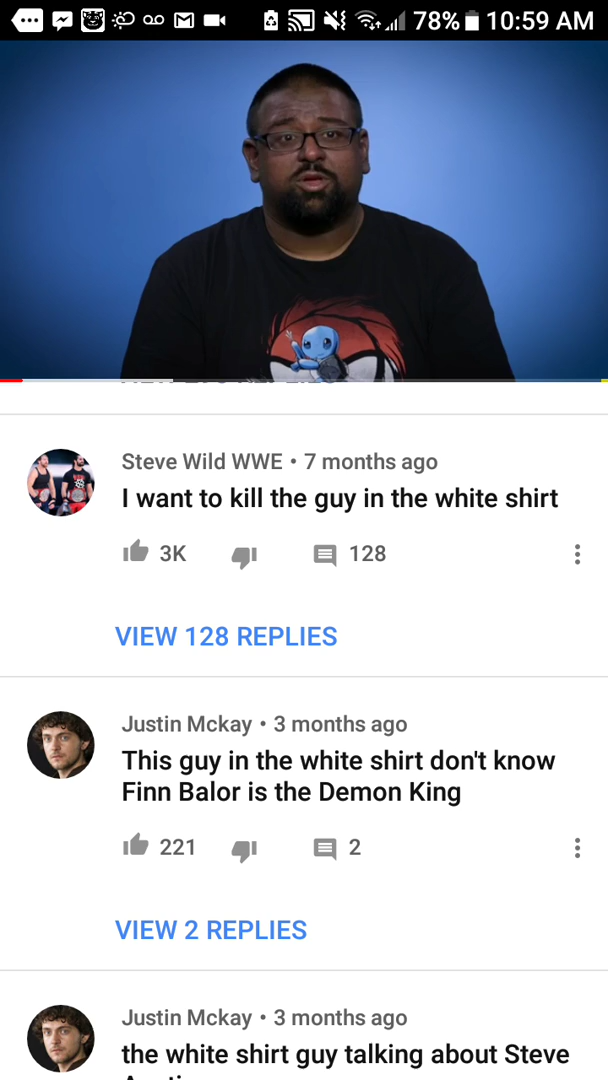 78% 10:59 AM
Steve Wild WWE • 7 months ago
I want to kill the guy in the white shirt
3K 128
VIEW 128 REPLIES
Justin Mckay • 3 months ago
This guy in the white shirt don't know
Finn Balor is the Demon King
221 2
VIEW 2 REPLIES
Justin Mckay • 3 months ago
the white shirt guy talking about Steve